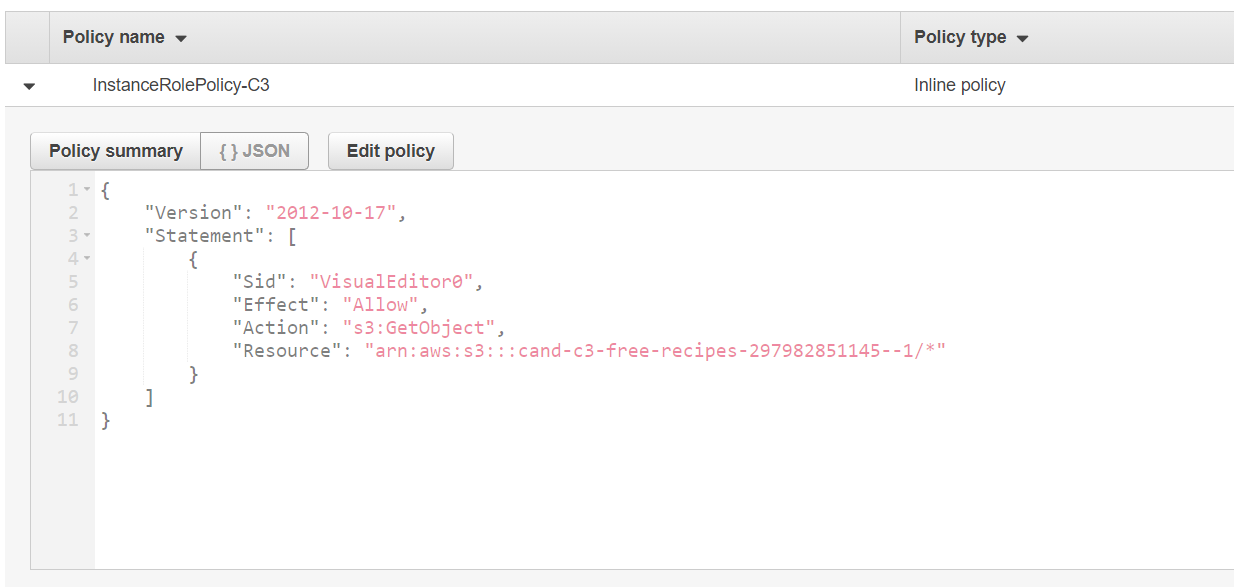 Policy name Policy type
InstanceRolePolicy-C3 Inline policy
Policy summary { } JSON Edit policy
1 {
2 "Version": "2012-10-17",
3 "Statement": [
4 {
5 "Sid": "VisualEditor0",
6 "Effect": "Allow",
7 "Action": "s3:GetObject",
8 "Resource": "arn:aws:s3:::cand-c3-free-recipes-297982851145--1/*"
9 }
10 ]
11 }